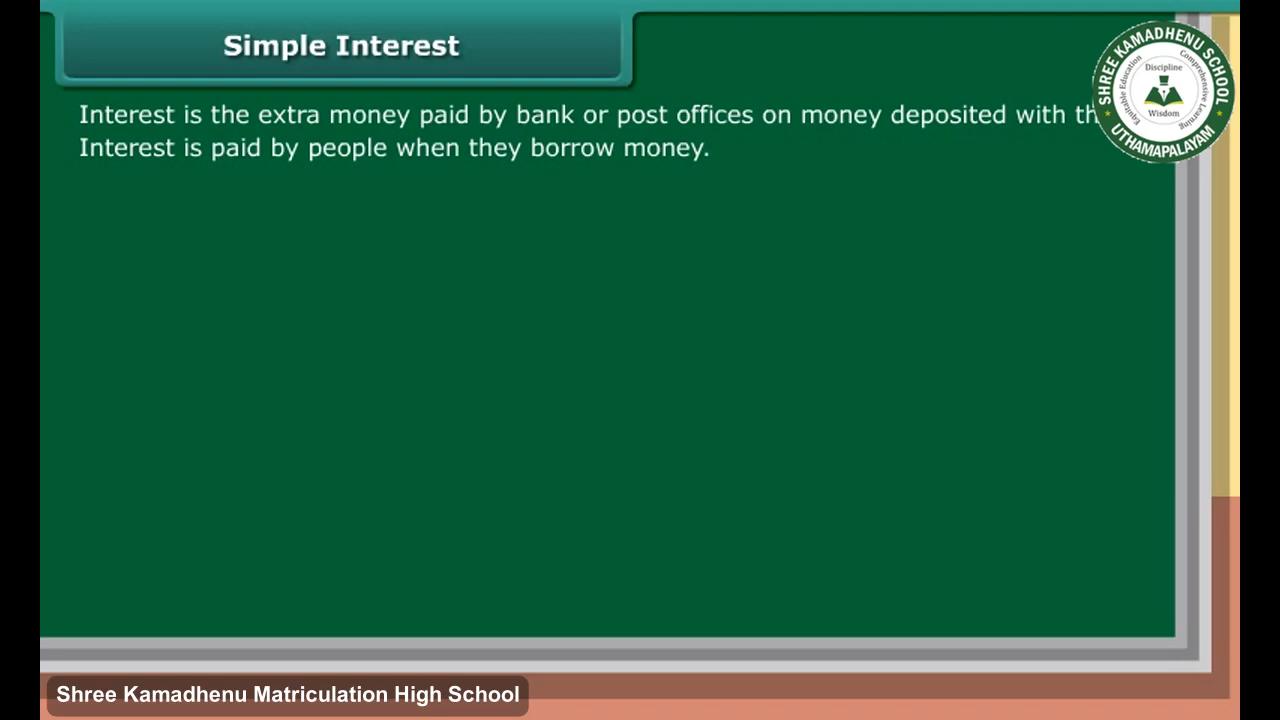 Simple Interest
Interest is the extra money paid by bank or post offices on money deposited with
Interest is paid by people when they borrow money.
SHREE KAMADHENU SCHOOL
Equitable Education
Discipline
Comprehensive Learning
Wisdom
UTHAMAPALAYAM
Shree Kamadhenu Matriculation High School